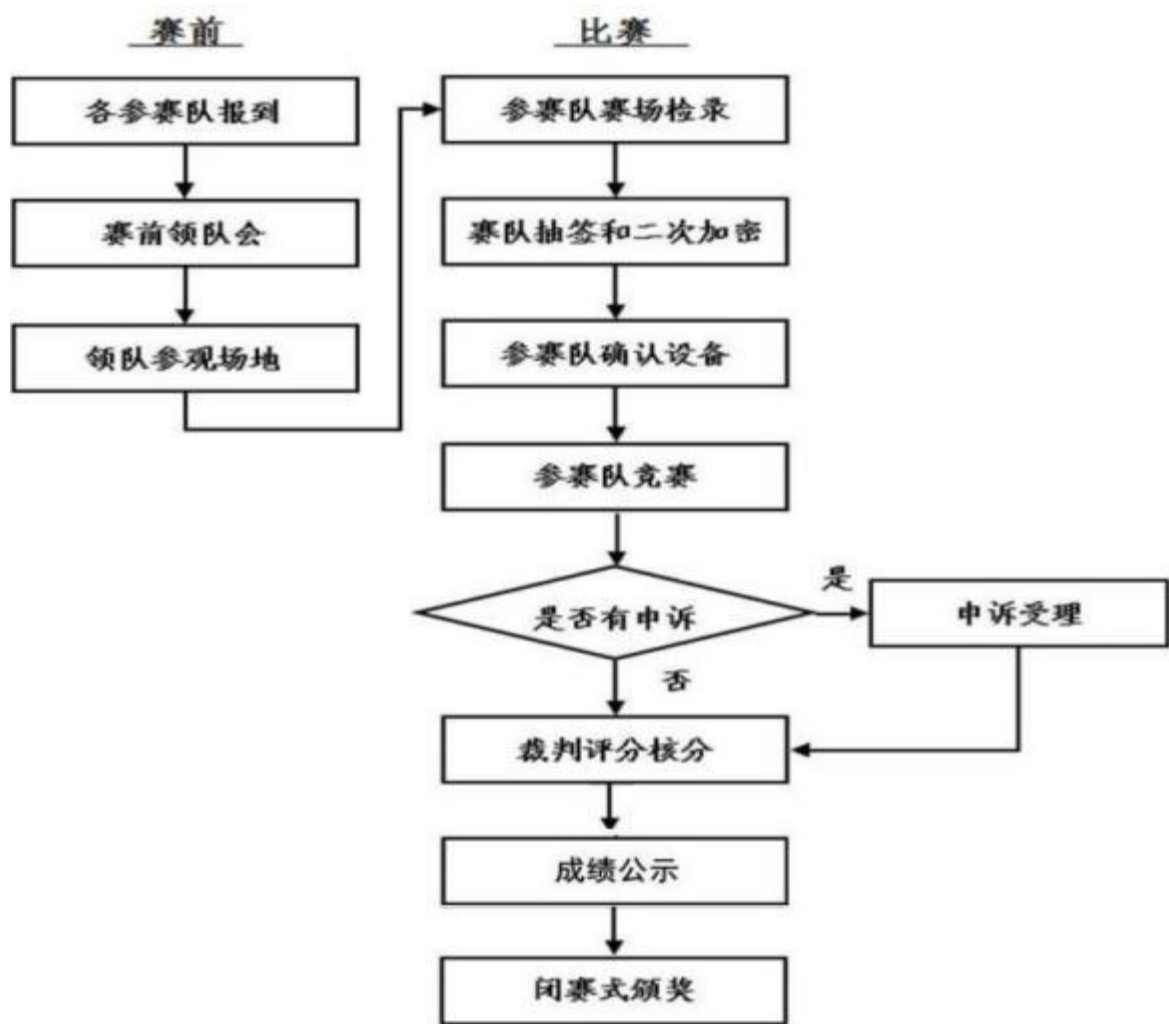 赛前
各参赛队报到
赛前领队会
领队参观场地
比赛
参赛队赛场检录
赛队抽签和二次加密
参赛队确认设备
参赛队竞赛
是否有申诉
是
申诉受理
否
裁判评分核分
成绩公示
闭赛式颁奖